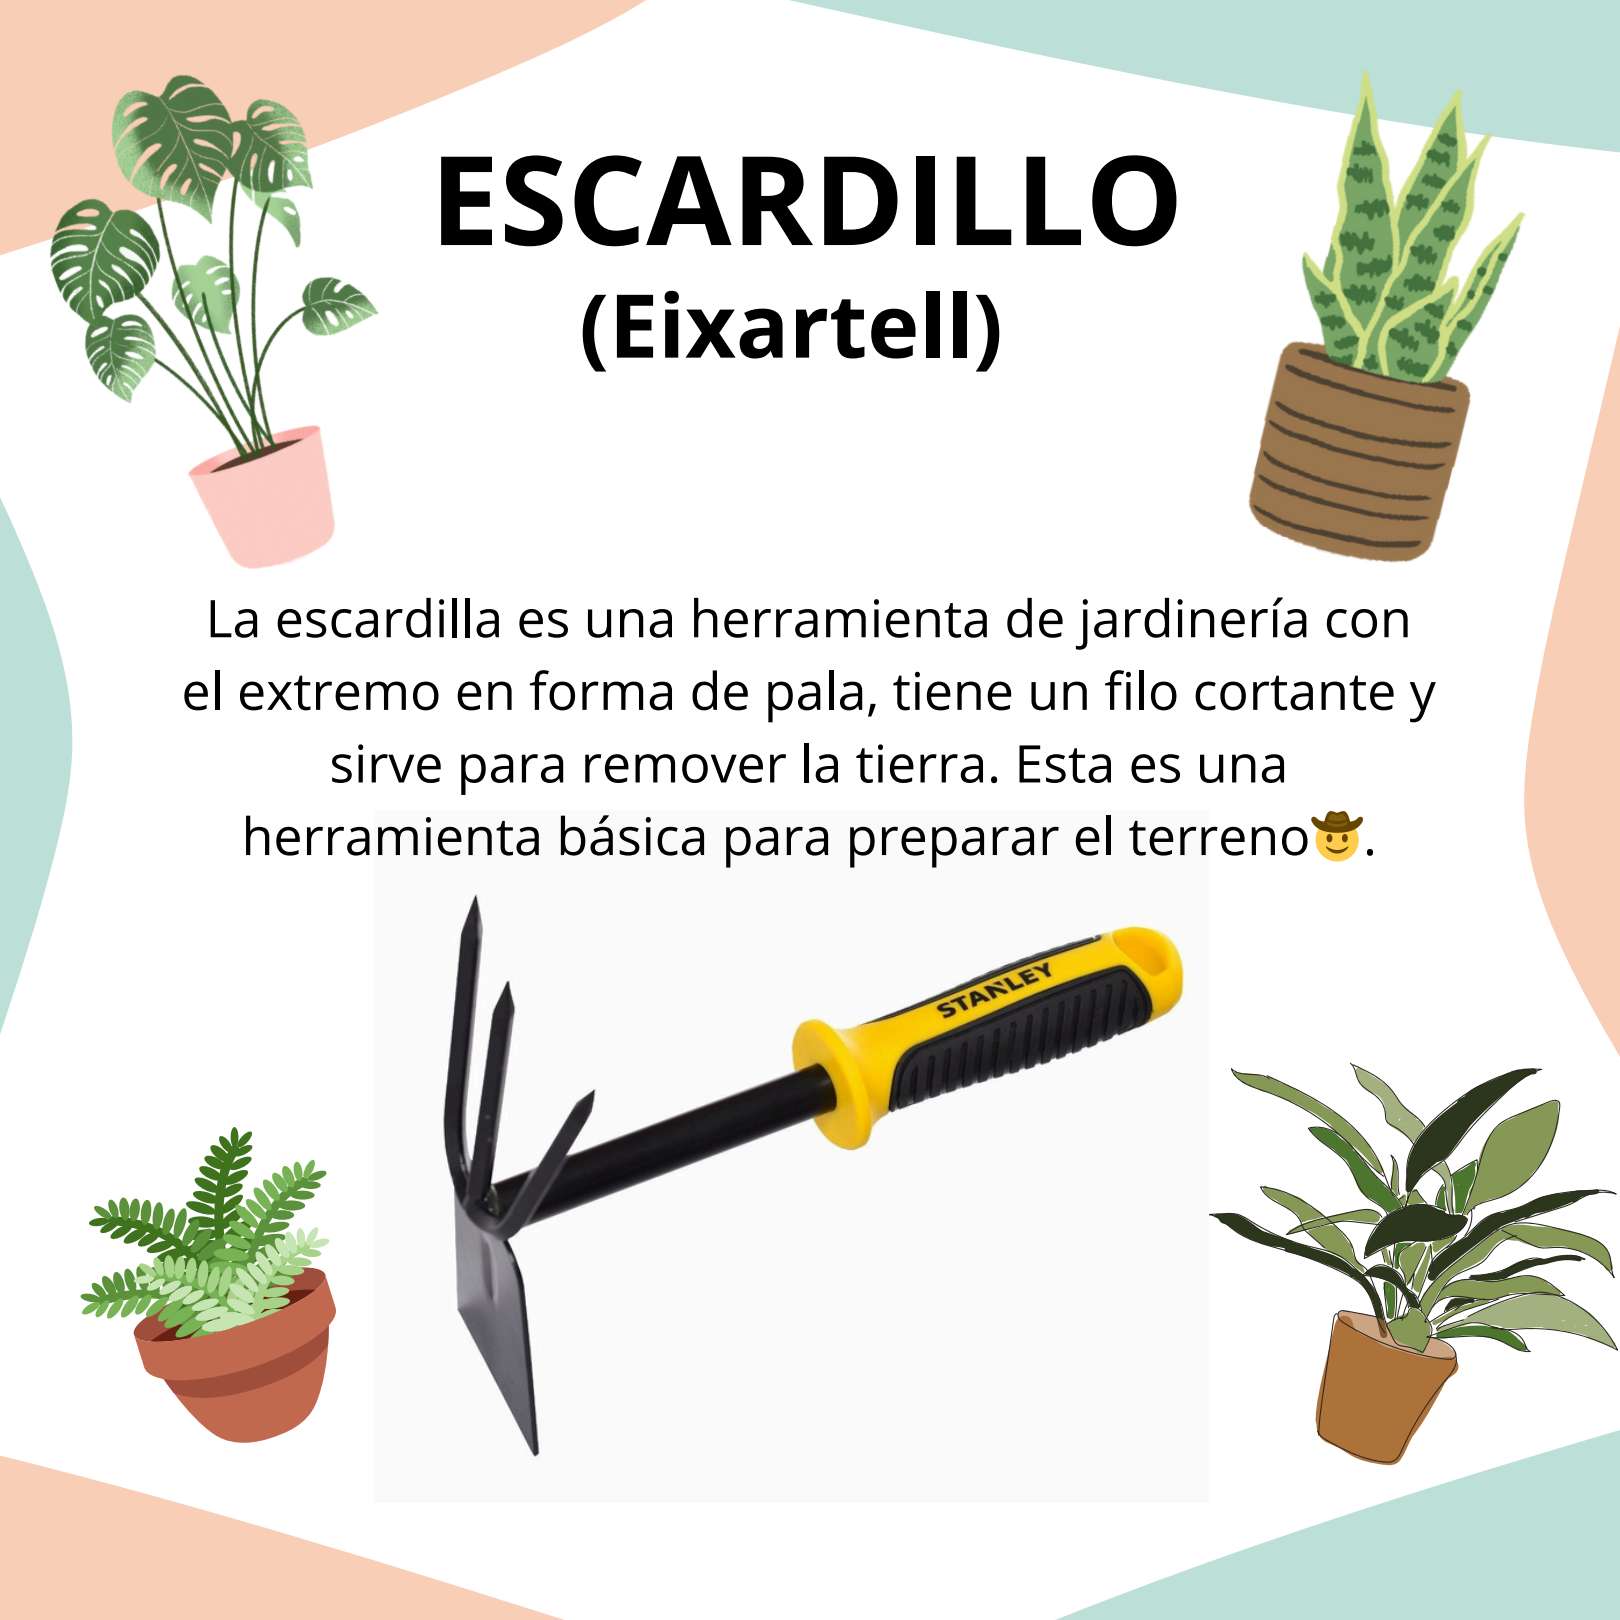 ESCARDILLO
(Eixartell)
La escardilla es una herramienta de jardinería con
el extremo en forma de pala, tiene un filo cortante y
sirve para remover la tierra. Esta es una
herramienta básica para preparar el terreno🤠.
STANLEY